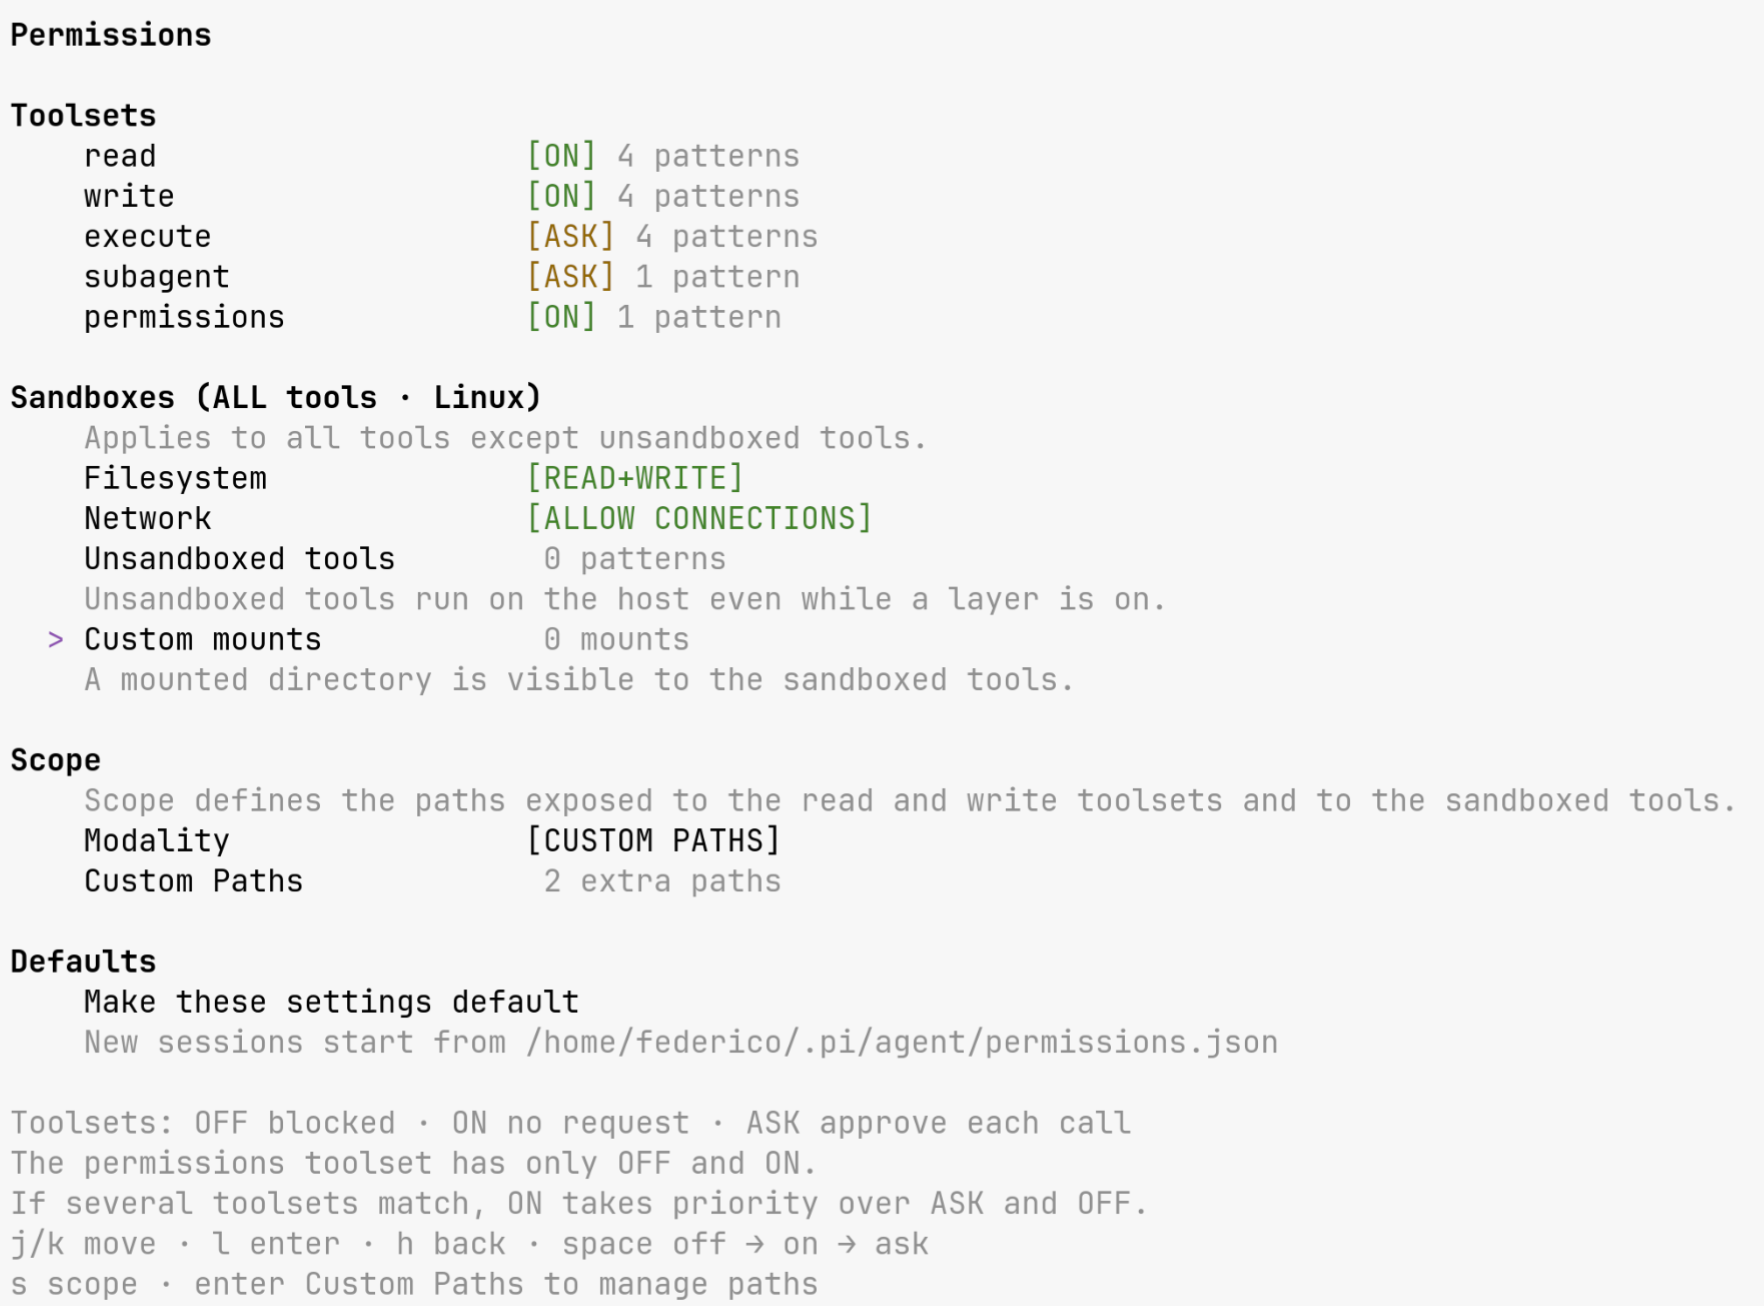 Permissions
Toolsets
read [ON] 4 patterns
write [ON] 4 patterns
execute [ASK] 4 patterns
subagent [ASK] 1 pattern
permissions [ON] 1 pattern
Sandboxes (ALL tools · Linux)
Applies to all tools except unsandboxed tools.
Filesystem [READ+WRITE]
Network [ALLOW CONNECTIONS]
Unsandboxed tools 0 patterns
Unsandboxed tools run on the host even while a layer is on.
> Custom mounts 0 mounts
A mounted directory is visible to the sandboxed tools.
Scope
Scope defines the paths exposed to the read and write toolsets and to the sandboxed tools.
Modality [CUSTOM PATHS]
Custom Paths 2 extra paths
Defaults
Make these settings default
New sessions start from /home/federico/.pi/agent/permissions.json
Toolsets: OFF blocked · ON no request · ASK approve each call
The permissions toolset has only OFF and ON.
If several toolsets match, ON takes priority over ASK and OFF.
j/k move · l enter · h back · space off → on → ask
s scope · enter Custom Paths to manage paths